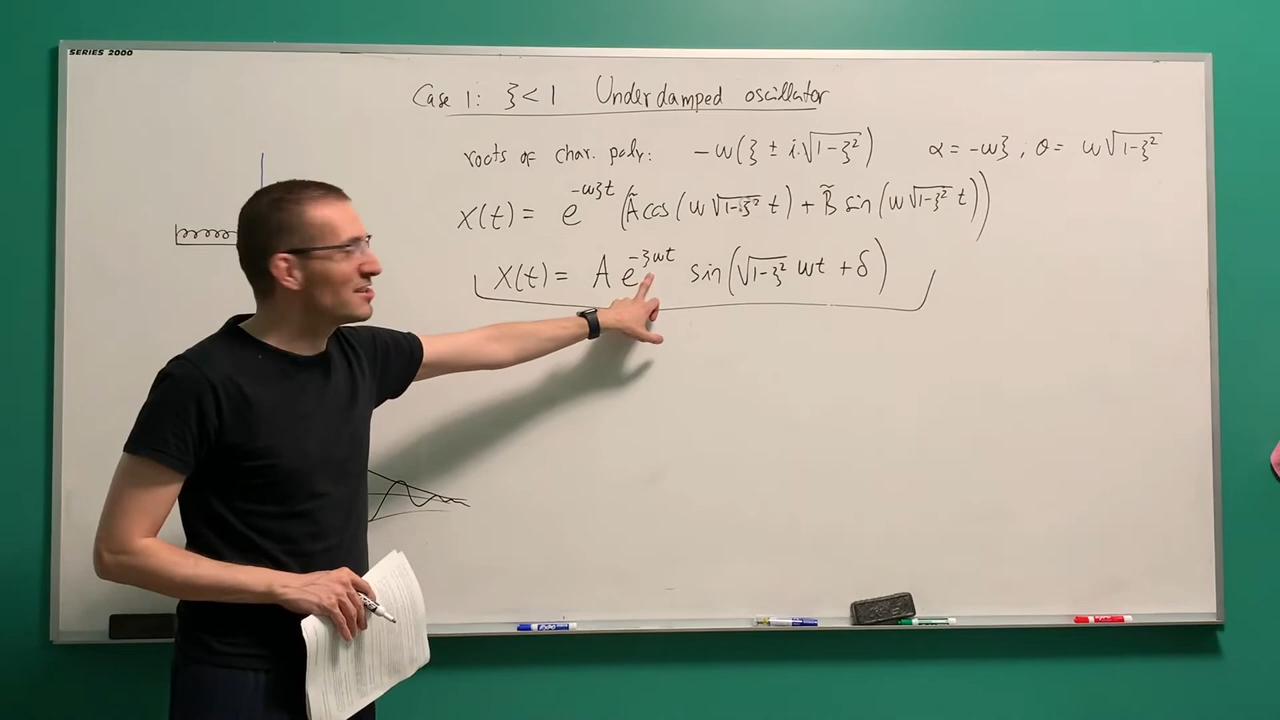 SERIES 2000
Case 1: ξ < 1 Underdamped oscillator
roots of char. poly: -ω(ξ ± i√(1-ξ²)) α = -ωξ, θ = ω√(1-ξ²)
x(t) = e^(-ωξt) (Ã cos(ω√(1-ξ²) t) + B̃ sin(ω√(1-ξ²) t))
x(t) = A e^(-ξωt) sin(√(1-ξ²) ωt + δ)